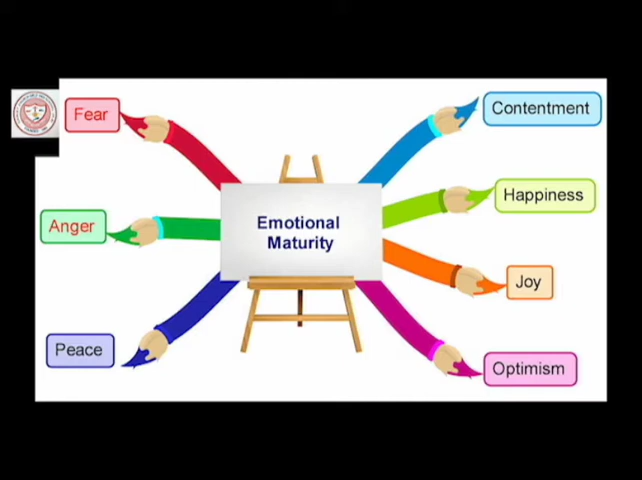 Fear
Contentment
Happiness
Anger
Emotional
Maturity
Joy
Peace
Optimism